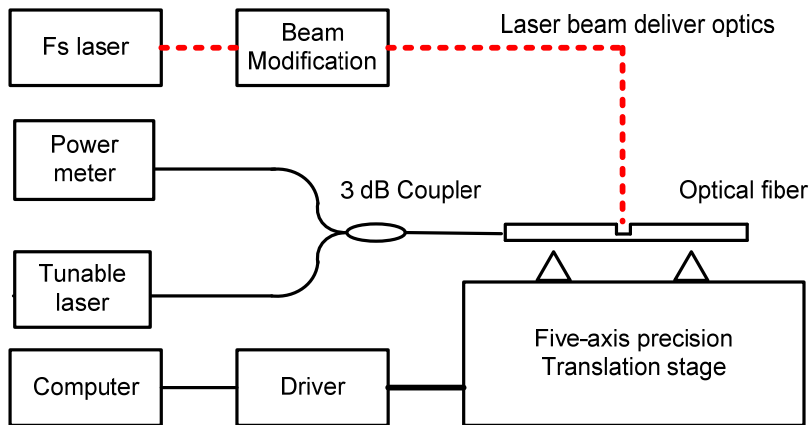 Fs laser
Beam
Modification
Laser beam deliver optics
Power
meter
3 dB Coupler
Optical fiber
Tunable
laser
Five-axis precision
Translation stage
Computer
Driver